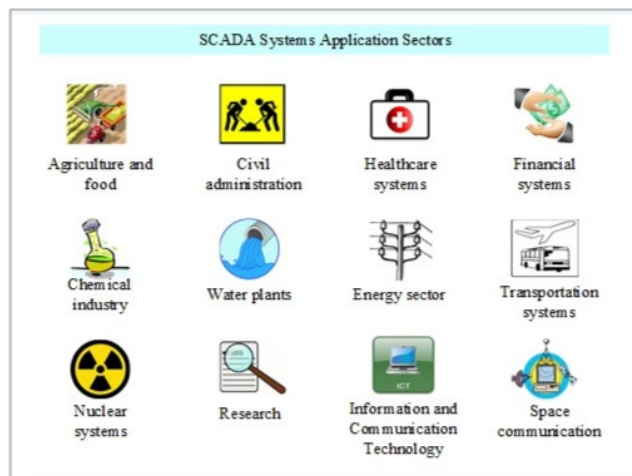 SCADA Systems Application Sectors
Agriculture and
food
Civil
administration
Healthcare
systems
Financial
systems
Chemical
industry
Water plants
Energy sector
Transportation
systems
Nuclear
systems
Research
ICT
Information and
Communication
Technology
Space
communication